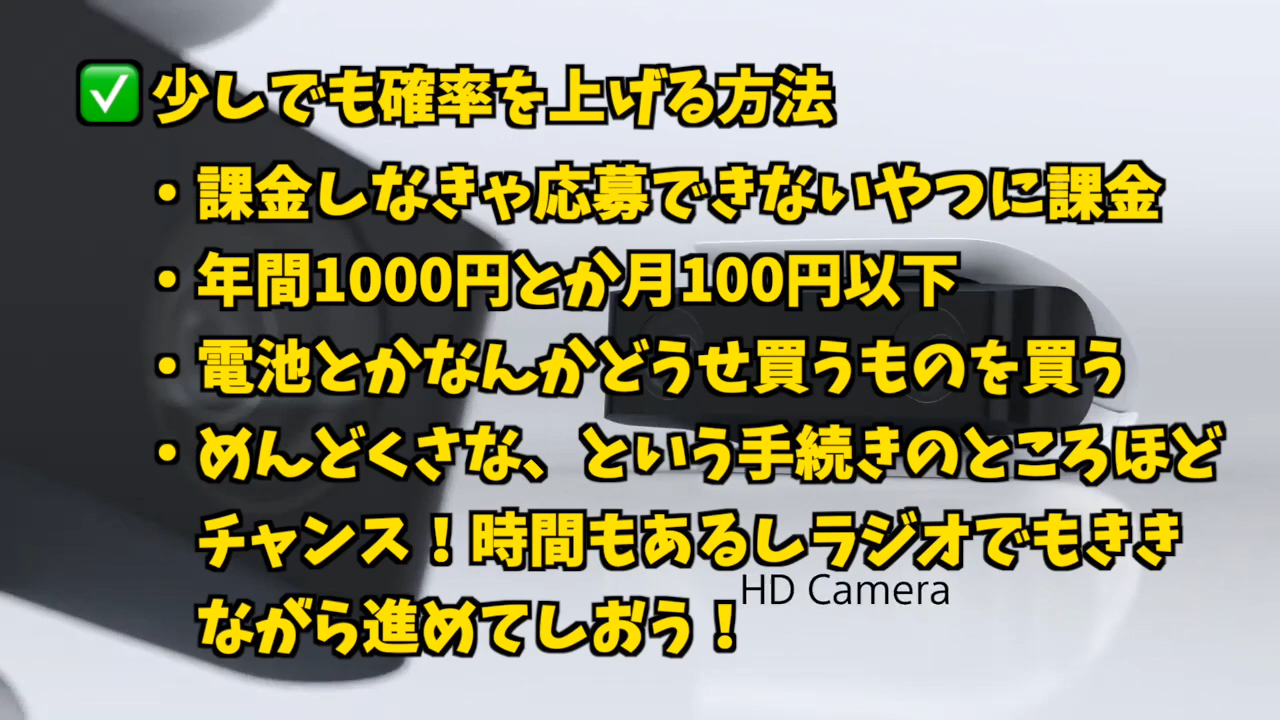 ✅少しでも確率を上げる方法
・課金しなきゃ応募できないやつに課金
・年間1000円とか月100円以下
・電池とかなんかどうせ買うものを買う
・めんどくさな、という手続きのところほど
チャンス！時間もあるしラジオでもきき
ながら進めてしおう！
HD Camera